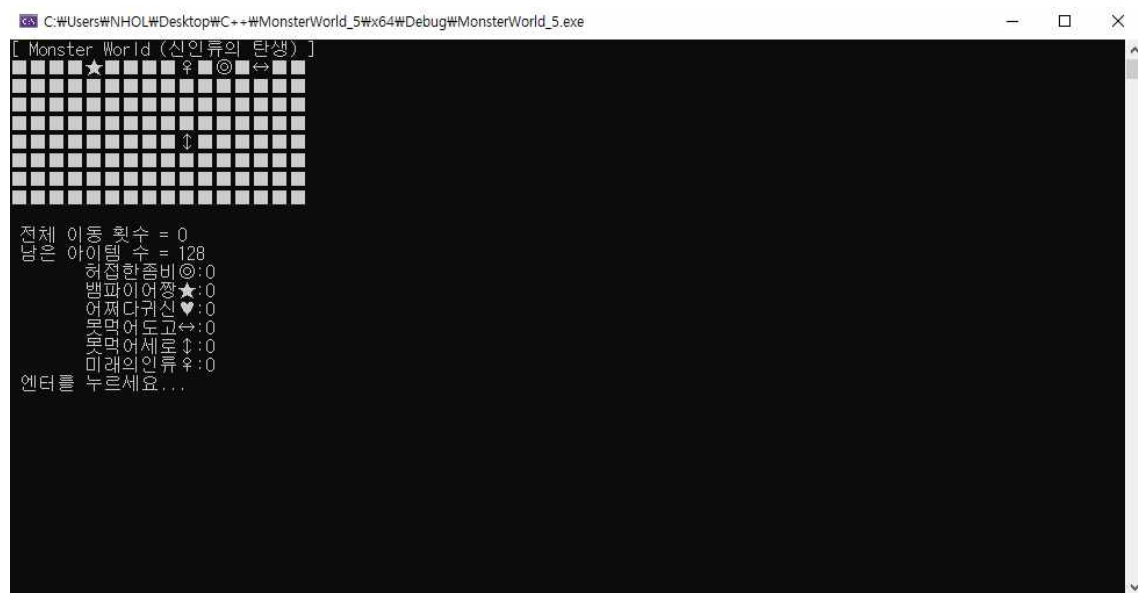 C:₩Users₩NHOL₩Desktop₩C++₩MonsterWorld_5₩x64₩Debug₩MonsterWorld_5.exe
[ Monster World (신인류의 탄생) ]
■■■■★■■■■♀■◎■↔■■
■■■■■■■■■■■■■■■■
■■■■■■■■■■■■■■■■
■■■■■■■■■■■■■■■■
■■■■■■■■■↕■■■■■■
■■■■■■■■■■■■■■■■
■■■■■■■■■■■■■■■■
■■■■■■■■■■■■■■■■
전체 이동 횟수 = 0
남은 아이템 수 = 128
허접한좀비◎:0
뱀파이어짱★:0
어쩌다귀신♥:0
못먹어도고↔:0
못먹어세로↕:0
미래의인류♀:0
엔터를 누르세요...